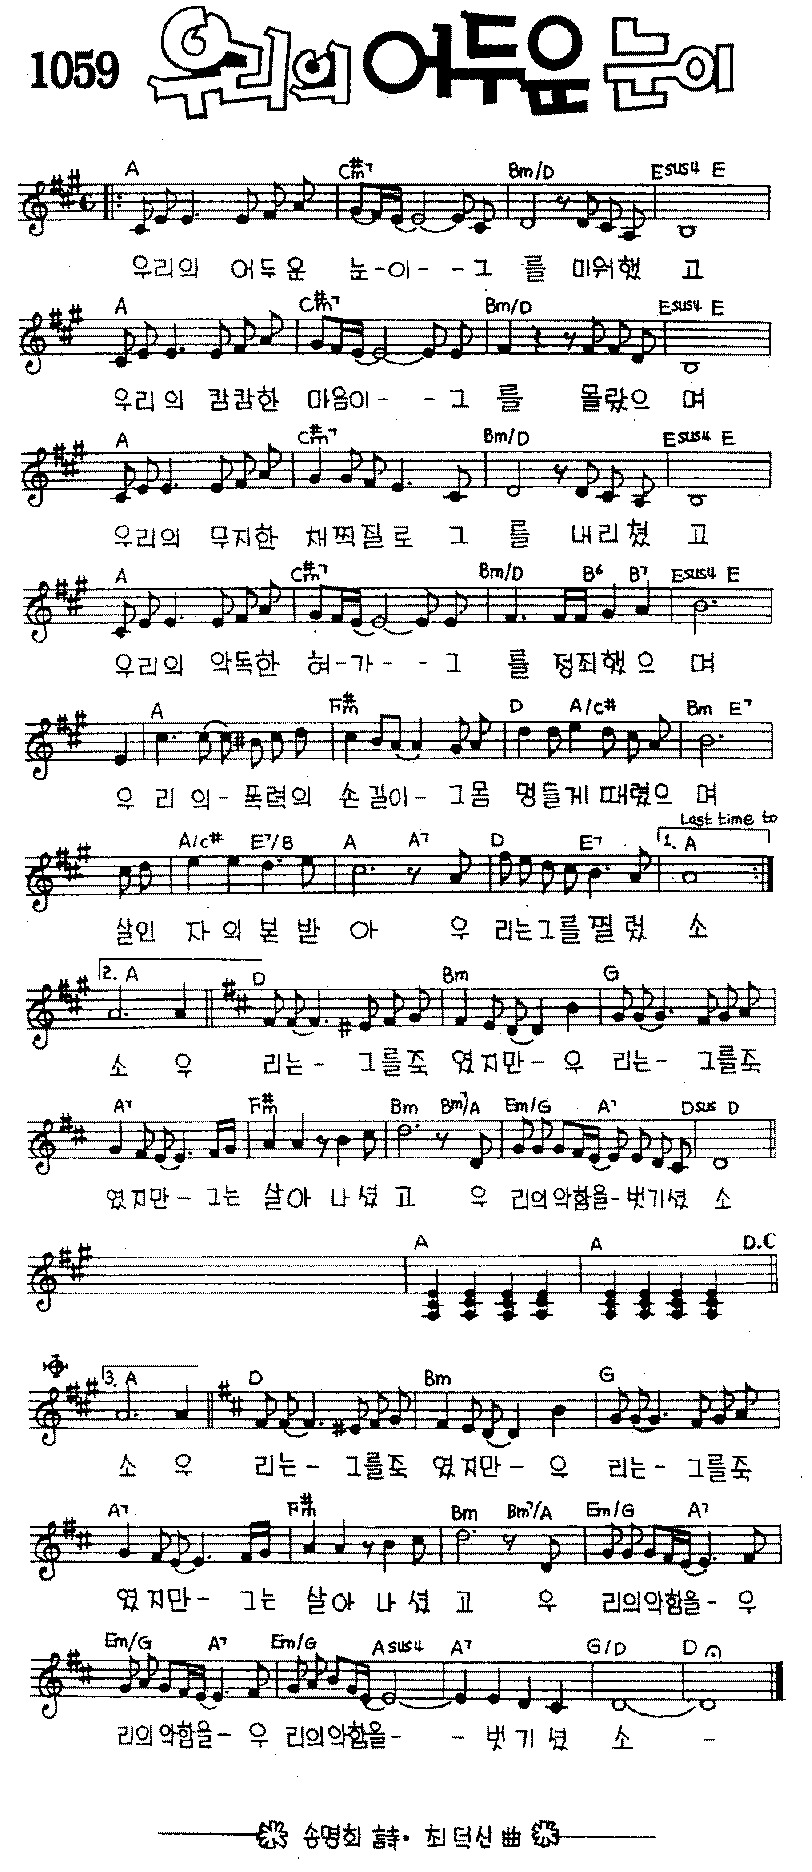 1059 우리의 어두운 눈이
A C#m7 Bm/D Esus4 E
우리의 어두운 눈-이- -그 를 미워했 고
A C#m7 Bm/D Esus4 E
우리의 캄캄한 마음이- -그 를 몰랐으 며
A C#m7 Bm/D Esus4 E
우리의 무지한 채찍질로 그 를 내리쳤 고
A C#m7 Bm/D B6 B7 Esus4 E
우리의 악독한 혀-가- -그 를 정죄했으 며
A F#m D A/C# Bm E7
우 리 의- 폭력의 손길이- 그몸 멍들게 때렸으 며
Last time to
A/C# E7/B A A7 D E7 1. A
살인 자의 본 받 아 우 리는그를 찔렀 소
2. A D Bm G
소 우 리는- 그를죽 였지만- 우 리는- 그를죽
A7 F#m Bm Bm7/A Em/G A7 Dsus D
였지만- 그는 살아 나 셨 고 우 리의악함을-벗기셨 소
A A D.C
3. A D Bm G
소 우 리는- 그를죽 였지만- 우 리는- 그를죽
A7 F#m Bm Bm7/A Em/G A7
였지만- 그는 살아 나 셨 고 우 리의악함을- 우
Em/G A7 Em/G Asus4 A7 G/D D
리의악함을- 우 리의악함을- - 벗 기 셨 소 -
송명희 詩· 최덕신 曲